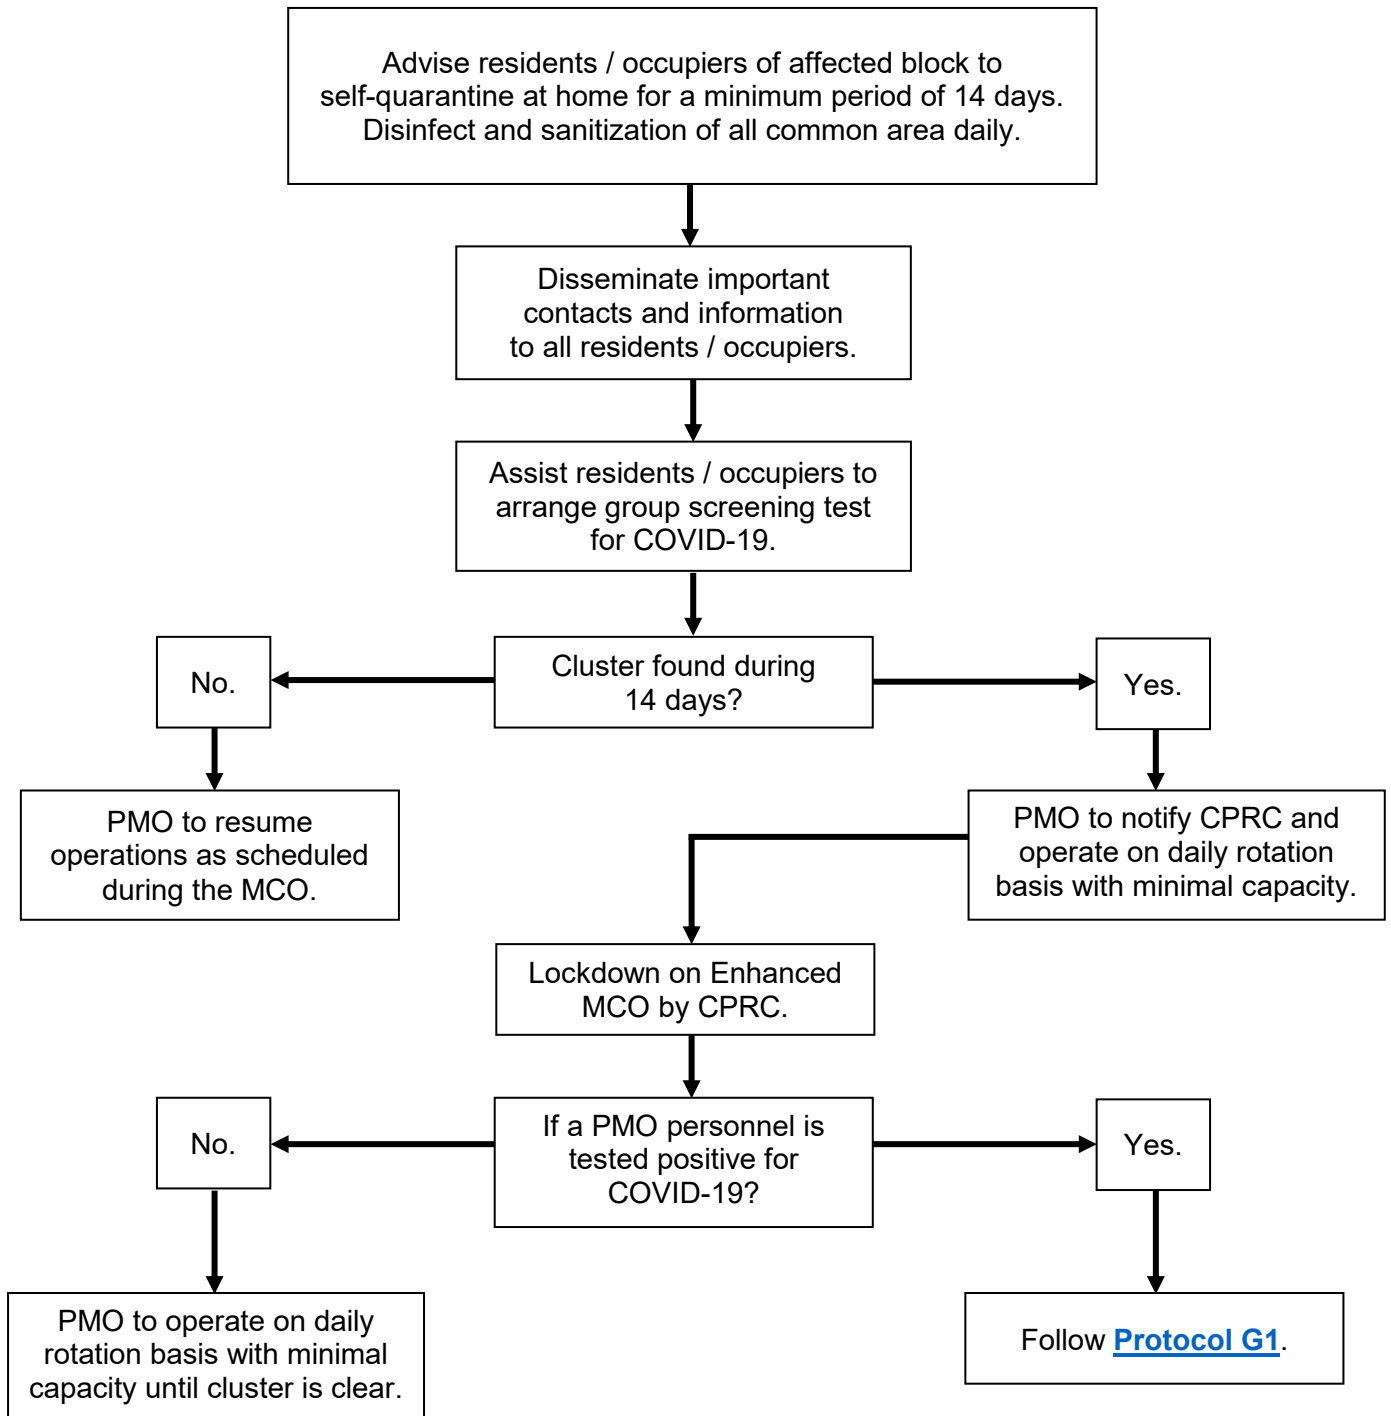 Advise residents / occupiers of affected block to
self-quarantine at home for a minimum period of 14 days.
Disinfect and sanitization of all common area daily.
Disseminate important
contacts and information
to all residents / occupiers.
Assist residents / occupiers to
arrange group screening test
for COVID-19.
Cluster found during
14 days?
No.
Yes.
PMO to resume
operations as scheduled
during the MCO.
PMO to notify CPRC and
operate on daily rotation
basis with minimal capacity.
Lockdown on Enhanced
MCO by CPRC.
If a PMO personnel is
tested positive for
COVID-19?
No.
Yes.
PMO to operate on daily
rotation basis with minimal
capacity until cluster is clear.
Follow Protocol G1.